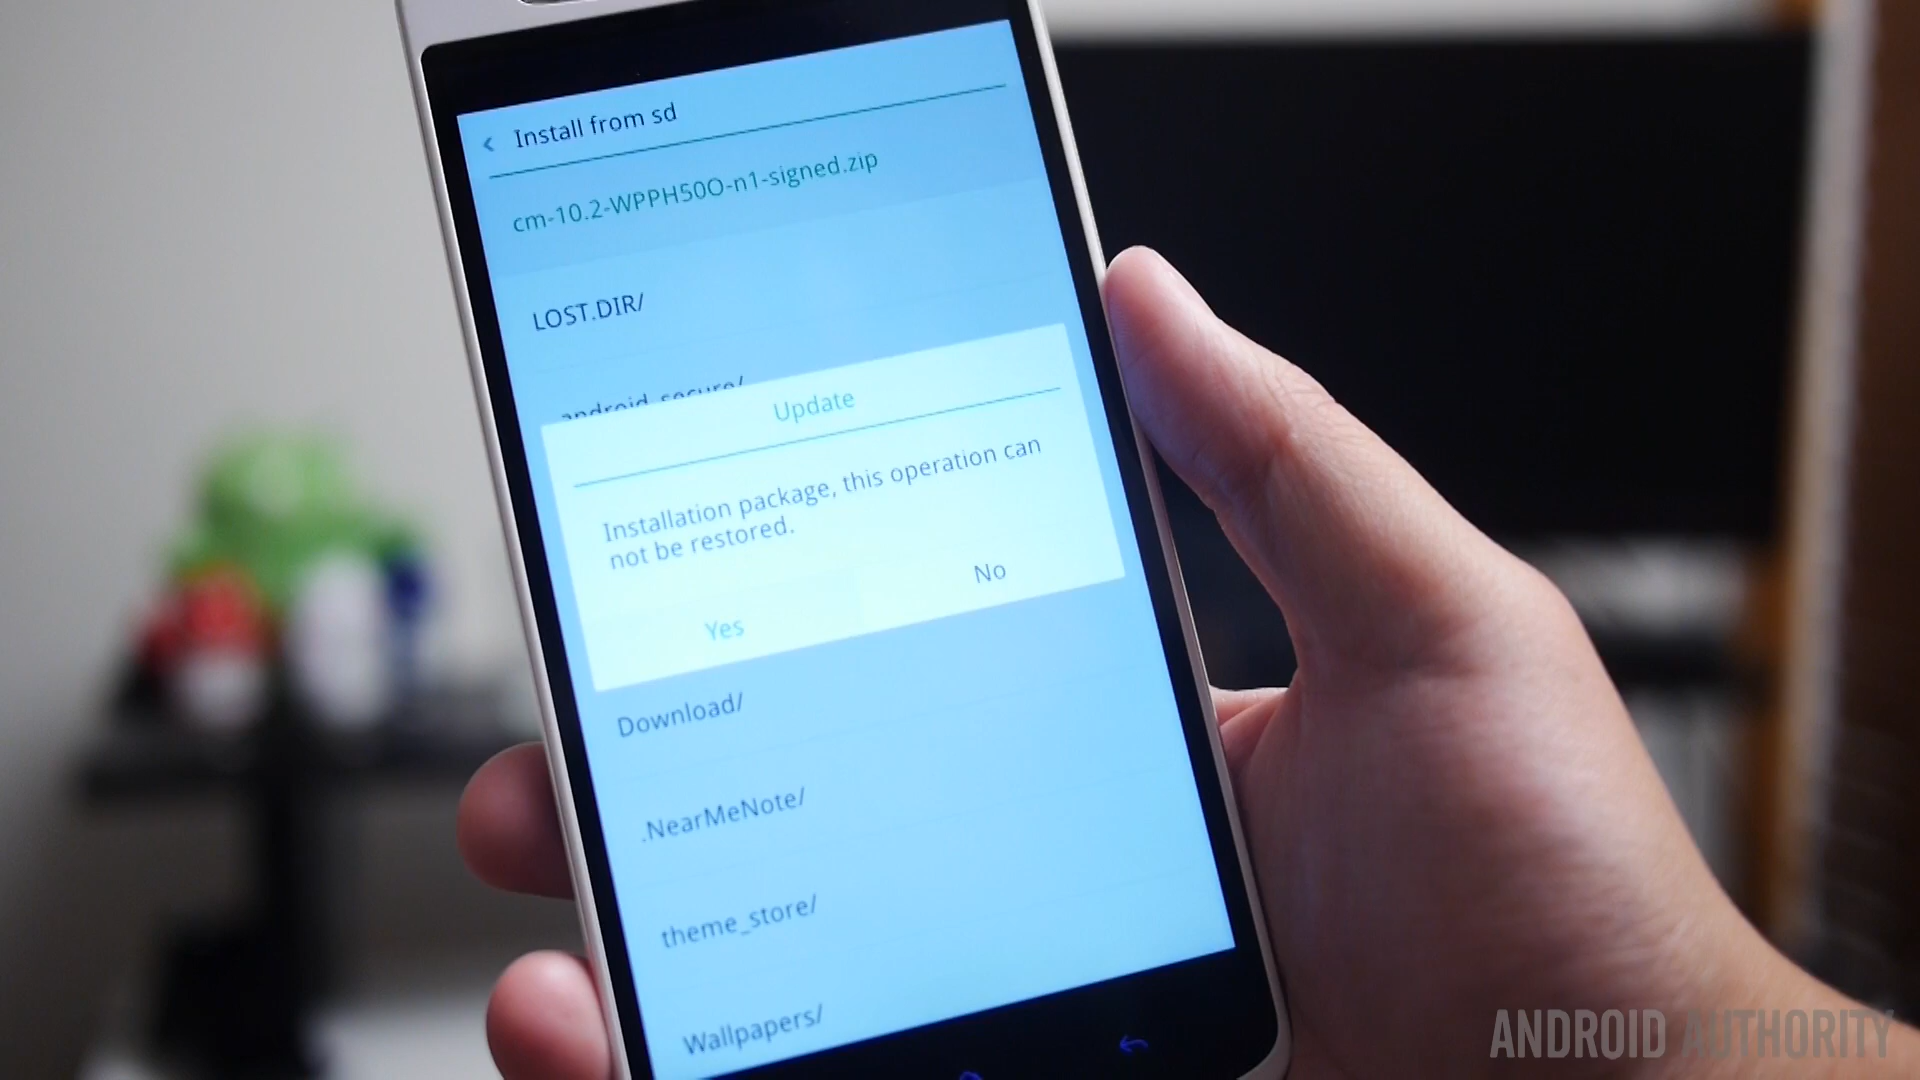 Install from sd
cm-10.2-WPPH50O-n1-signed.zip
LOST.DIR/
android_secure/
Update
Installation package, this operation can
not be restored.
Yes
No
Download/
.NearMeNote/
theme_store/
Wallpapers/
ANDROID AUTHORITY